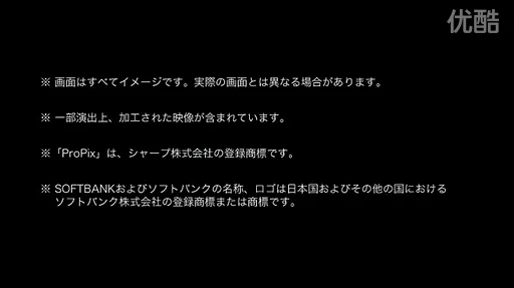 优酷
※ 画面はすべてイメージです。実際の画面とは異なる場合があります。
※ 一部演出上、加工された映像が含まれています。
※「ProPix」は、シャープ株式会社の登録商標です。
※ SOFTBANKおよびソフトバンクの名称、ロゴは日本国およびその他の国における
ソフトバンク株式会社の登録商標または商標です。